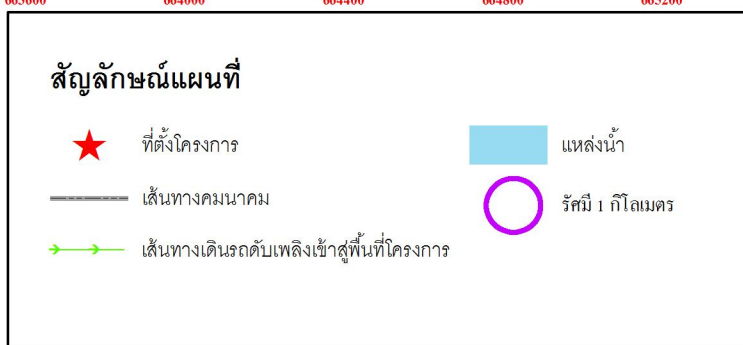 664000 664400 664800 665200
สัญลักษณ์แผนที่
ที่ตั้งโครงการ
แหล่งน้ำ
เส้นทางคมนาคม
รัศมี 1 กิโลเมตร
เส้นทางเดินรถดับเพลิงเข้าสู่พื้นที่โครงการ